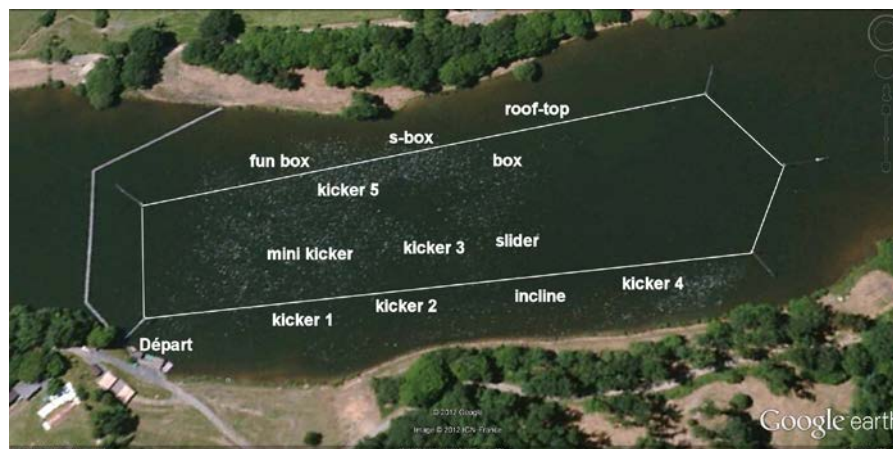 roof-top
s-box
fun box
box
kicker 5
slider
mini kicker
kicker 3
kicker 4
incline
kicker 2
kicker 1
Départ
© 2012 Google
Image © 2012 IGN-France
Google earth